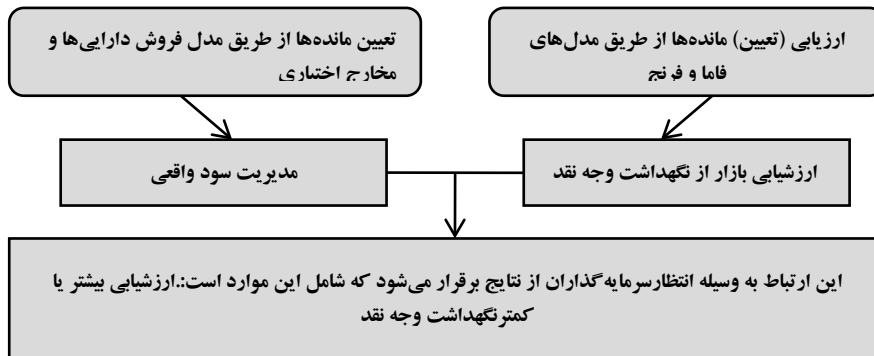 ارزیابی (تعیین) مانده‌ها از طریق مدل‌های
فاما و فرنچ
تعیین مانده‌ها از طریق مدل فروش دارایی‌ها و
مخارج اختیاری
ارزشیابی بازار از نگهداشت وجه نقد
مدیریت سود واقعی
این ارتباط به وسیله انتظارسرمایه‌گذاران از نتایج برقرار می‌شود که شامل این موارد است:.ارزشیابی بیشتر یا
کمترنگهداشت وجه نقد